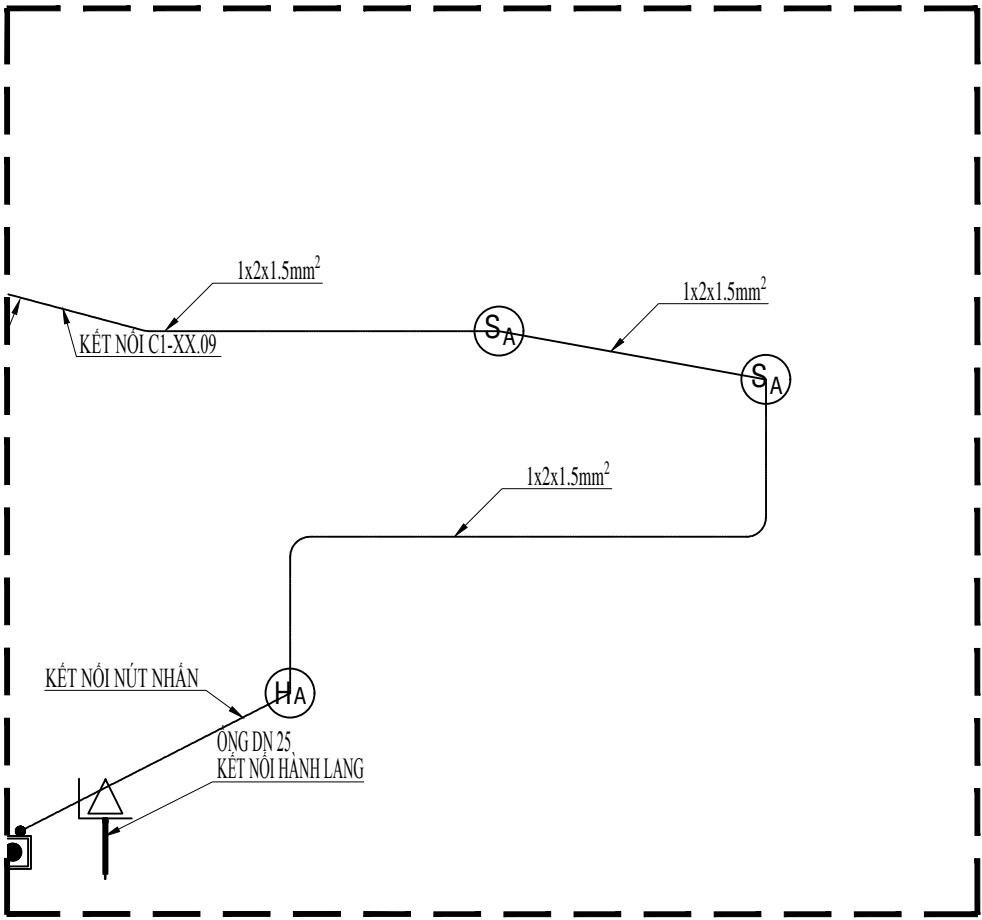 1x2x1.5mm²
1x2x1.5mm²
KẾT NỐI C1-XX.09
SA
SA
1x2x1.5mm²
KẾT NỐI NÚT NHẤN
HA
ỐNG DN 25
KẾT NỐI HÀNH LANG